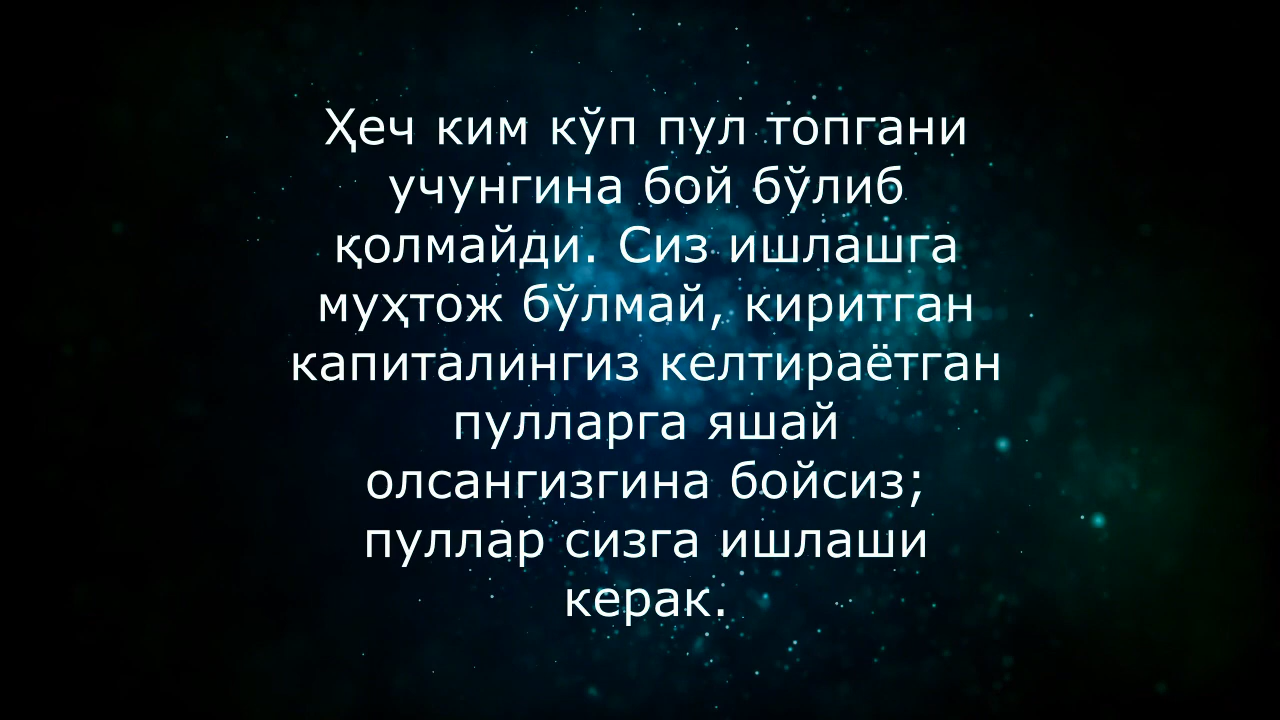 Ҳеч ким кўп пул топгани
учунгина бой бўлиб
қолмайди. Сиз ишлашга
муҳтож бўлмай, киритган
капиталингиз келтираётган
пулларга яшай
олсангизгина бойсиз;
пуллар сизга ишлаши
керак.